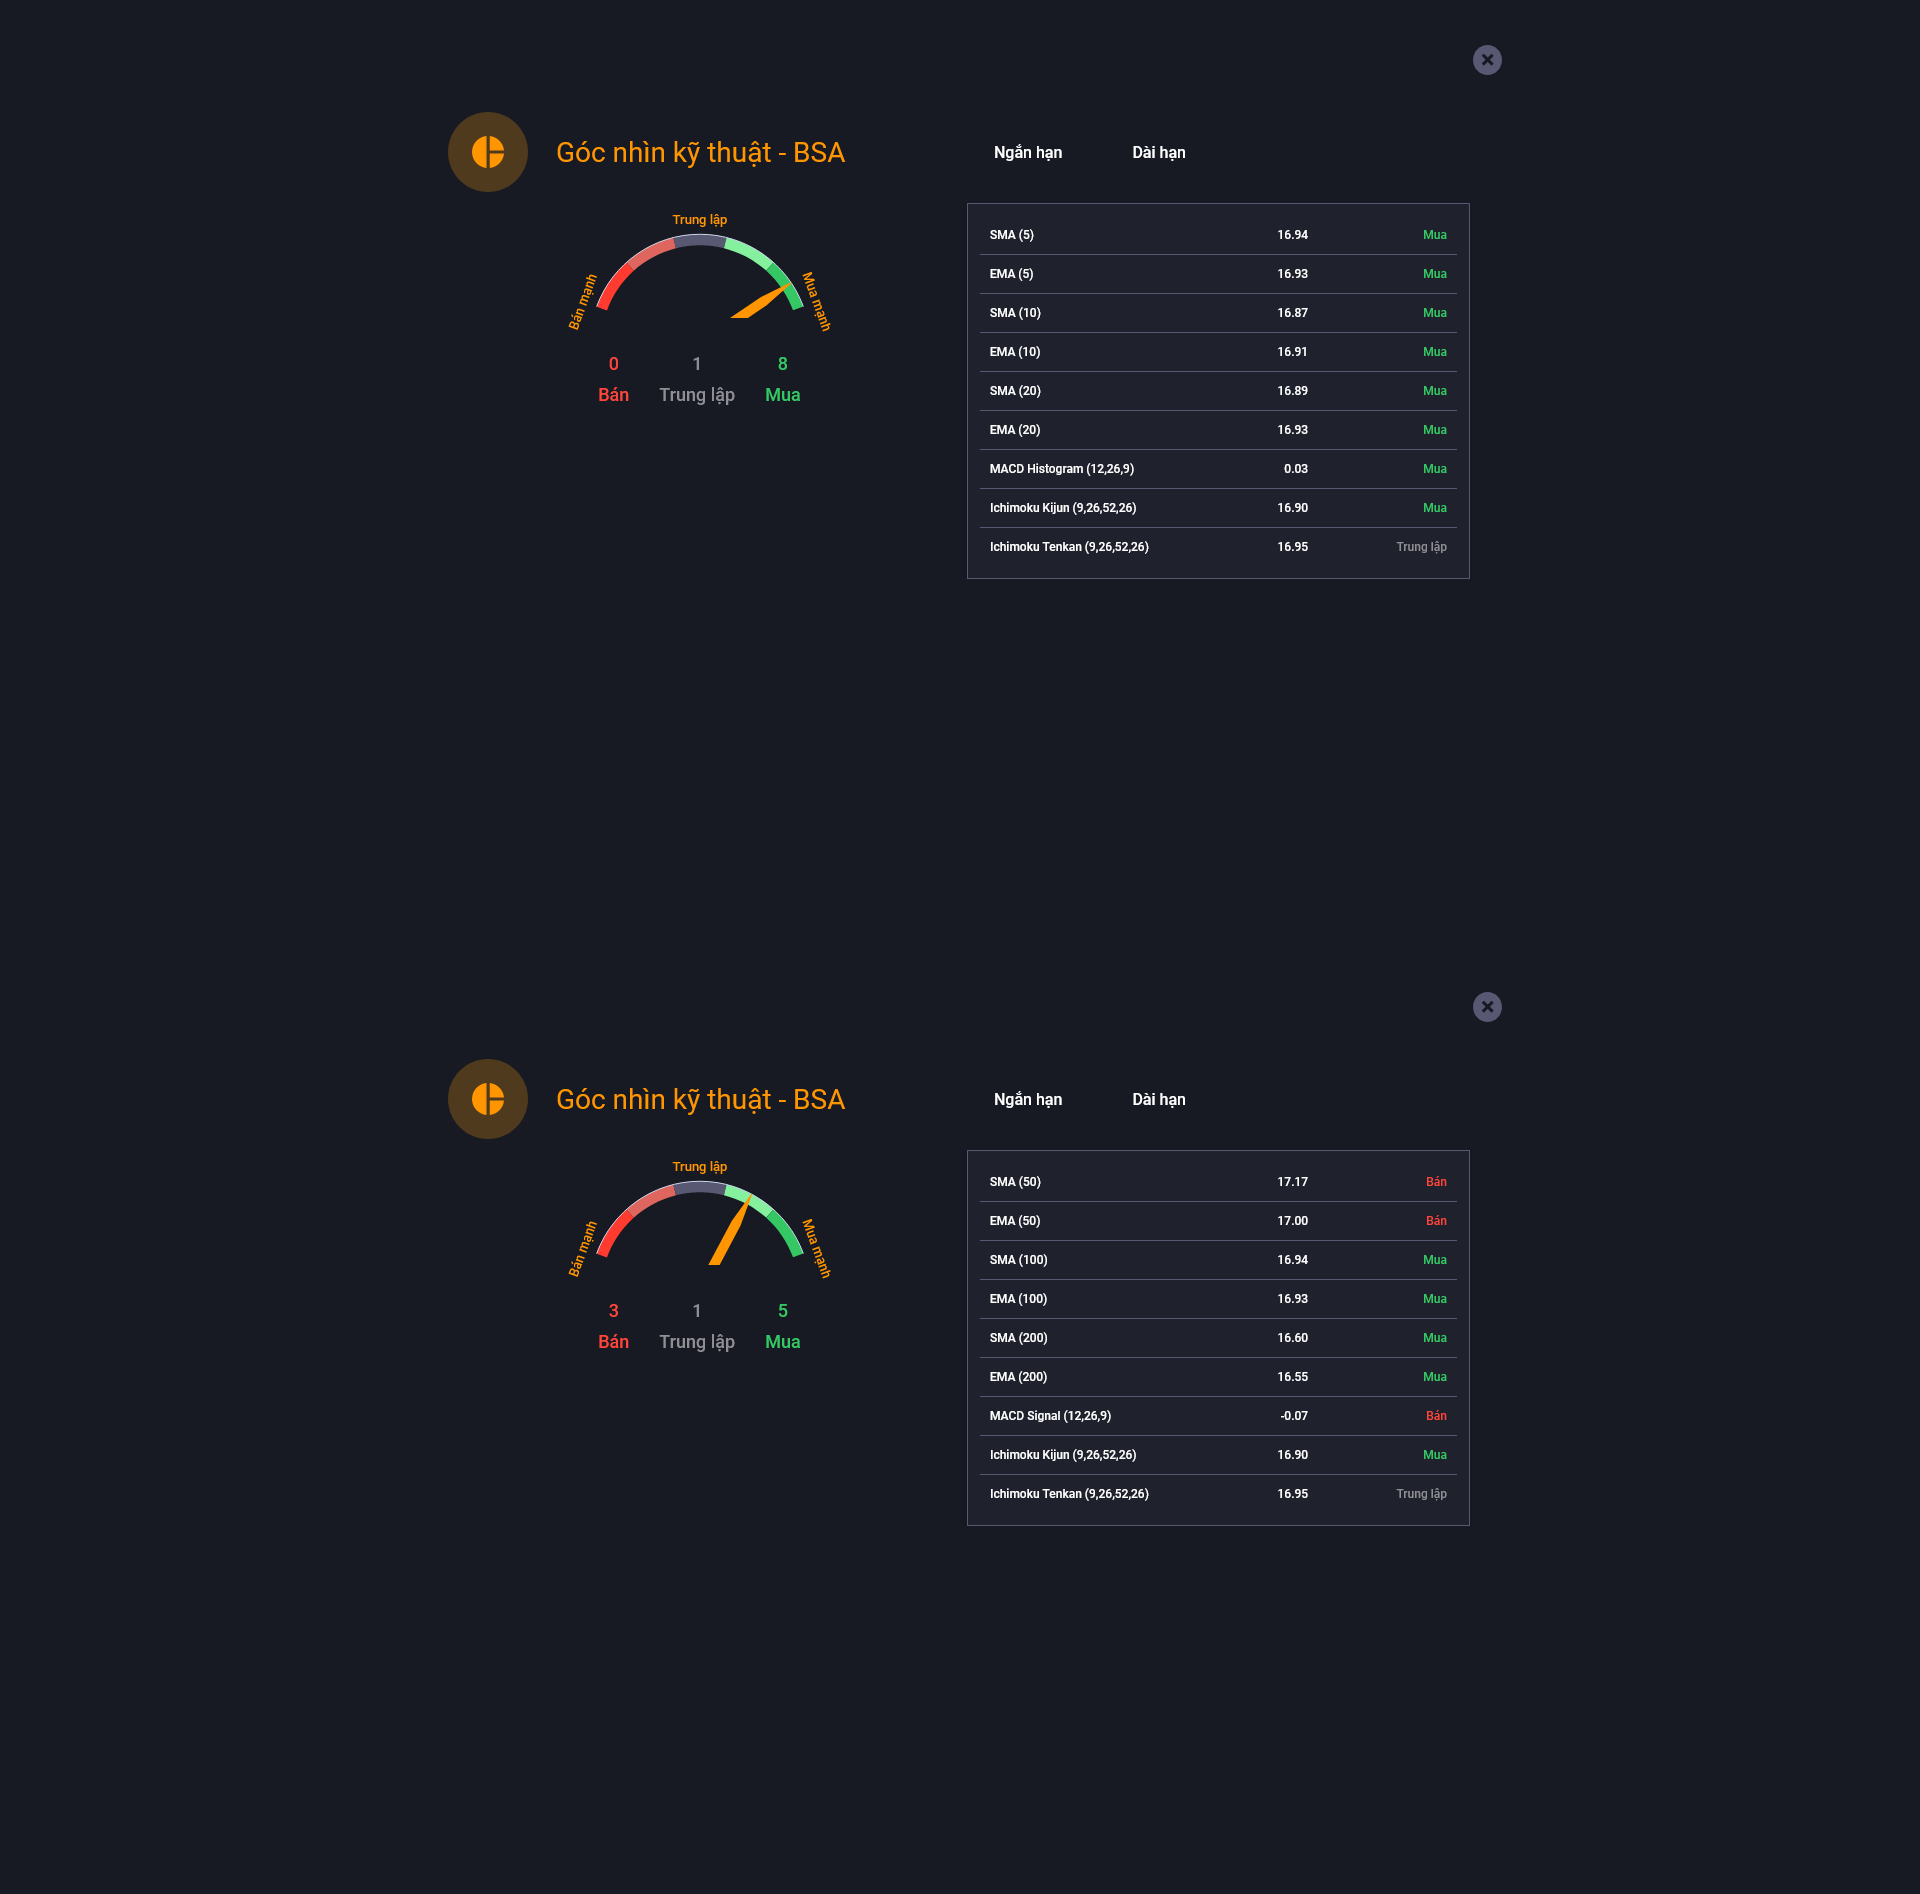 Góc nhìn kỹ thuật - BSA
Ngắn hạn Dài hạn
Trung lập
Bán mạnh
Mua mạnh
0 1 8
Bán Trung lập Mua
SMA (5) 16.94 Mua
EMA (5) 16.93 Mua
SMA (10) 16.87 Mua
EMA (10) 16.91 Mua
SMA (20) 16.89 Mua
EMA (20) 16.93 Mua
MACD Histogram (12,26,9) 0.03 Mua
Ichimoku Kijun (9,26,52,26) 16.90 Mua
Ichimoku Tenkan (9,26,52,26) 16.95 Trung lập
Góc nhìn kỹ thuật - BSA
Ngắn hạn Dài hạn
Trung lập
Bán mạnh
Mua mạnh
3 1 5
Bán Trung lập Mua
SMA (50) 17.17 Bán
EMA (50) 17.00 Bán
SMA (100) 16.94 Mua
EMA (100) 16.93 Mua
SMA (200) 16.60 Mua
EMA (200) 16.55 Mua
MACD Signal (12,26,9) -0.07 Bán
Ichimoku Kijun (9,26,52,26) 16.90 Mua
Ichimoku Tenkan (9,26,52,26) 16.95 Trung lập